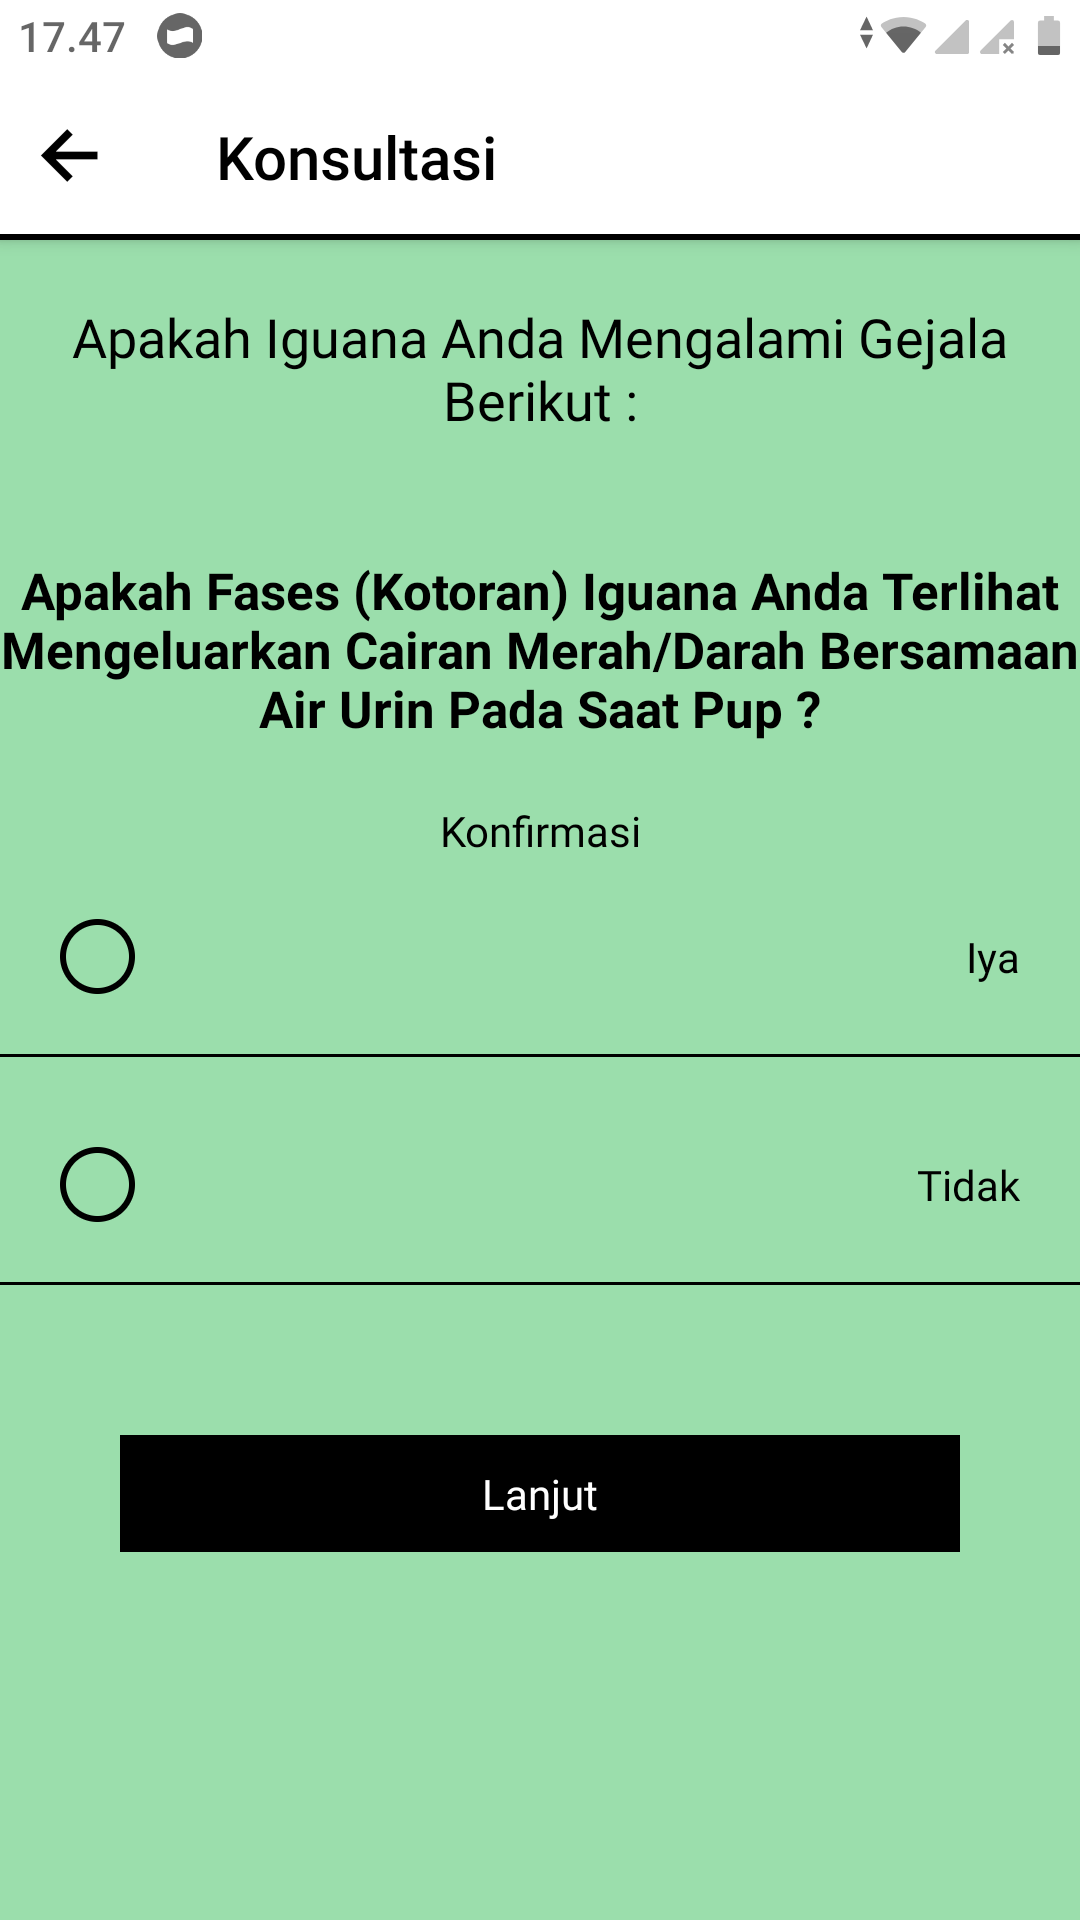 17.47
Konsultasi
Apakah Iguana Anda Mengalami Gejala
Berikut :
Apakah Fases (Kotoran) Iguana Anda Terlihat
Mengeluarkan Cairan Merah/Darah Bersamaan
Air Urin Pada Saat Pup ?
Konfirmasi
Iya
Tidak
Lanjut